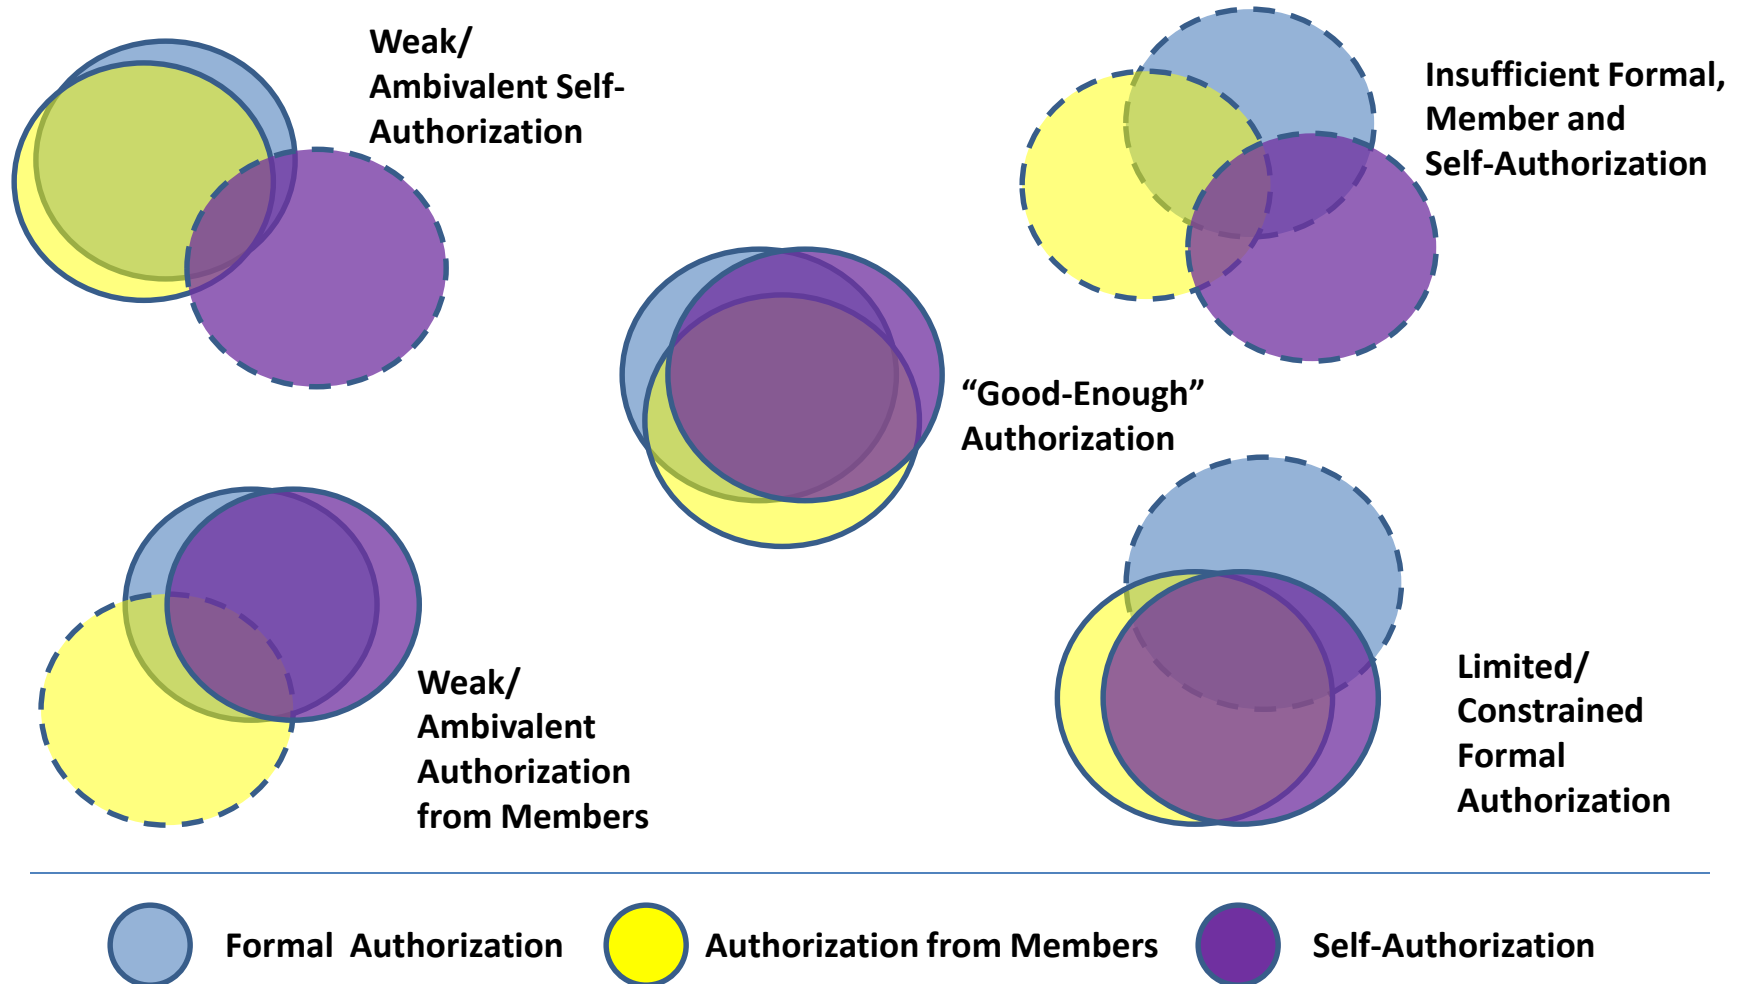 Weak/
Ambivalent Self-
Authorization
Insufficient Formal,
Member and
Self-Authorization
“Good-Enough”
Authorization
Weak/
Ambivalent
Authorization
from Members
Limited/
Constrained
Formal
Authorization
Formal  Authorization
Authorization from Members
Self-Authorization